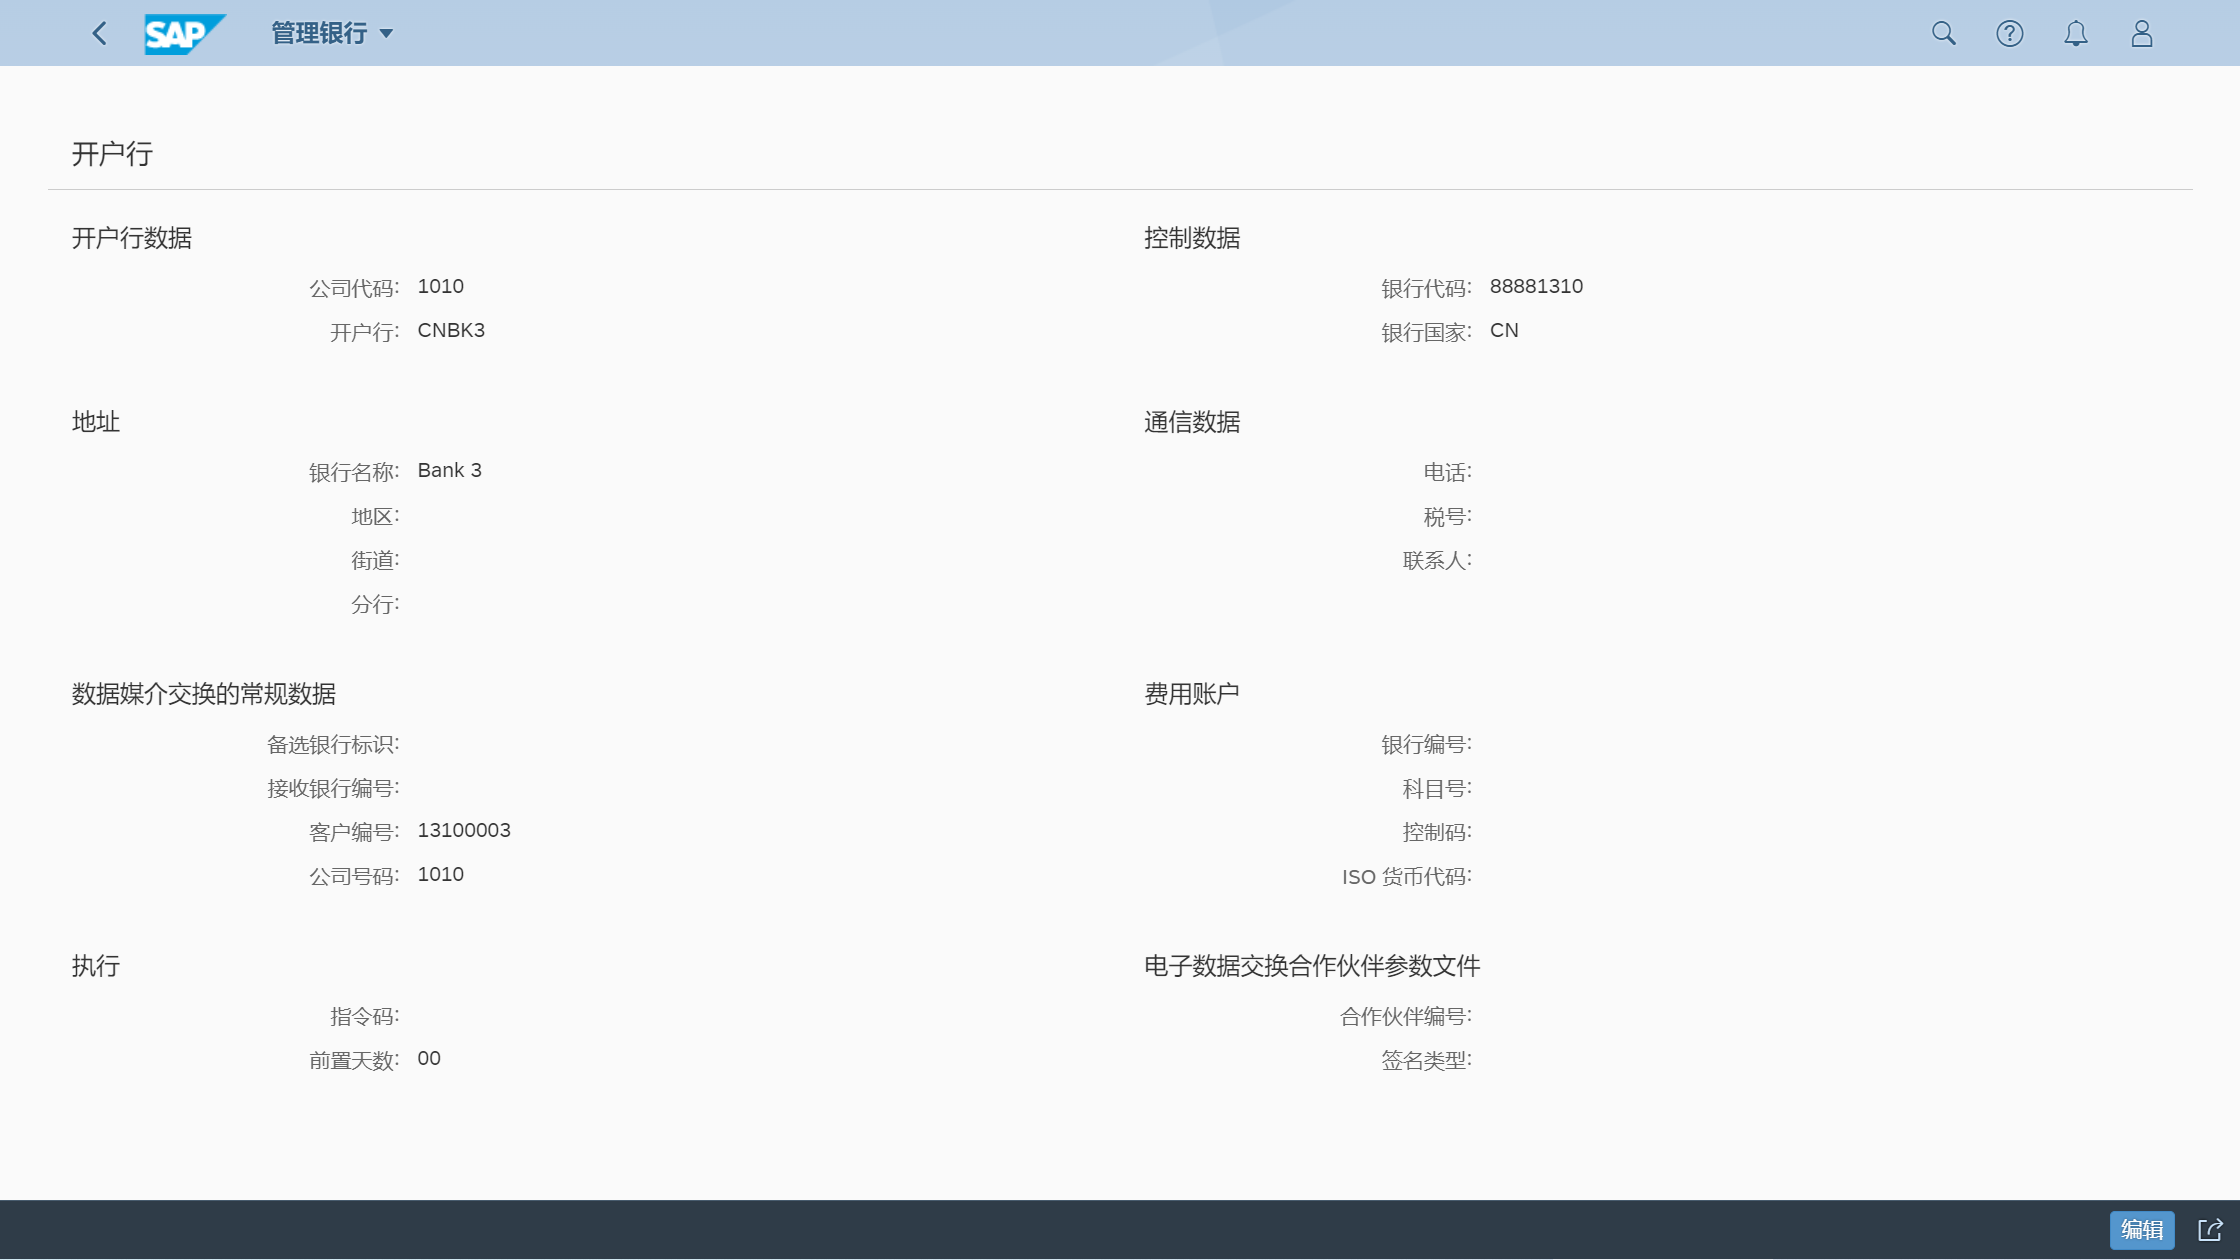 SAP 管理银行
开户行
开户行数据
公司代码: 1010
开户行: CNBK3
控制数据
银行代码: 88881310
银行国家: CN
地址
银行名称: Bank 3
地区:
街道:
分行:
通信数据
电话:
税号:
联系人:
数据媒介交换的常规数据
备选银行标识:
接收银行编号:
客户编号: 13100003
公司号码: 1010
费用账户
银行编号:
科目号:
控制码:
ISO 货币代码:
执行
指令码:
前置天数: 00
电子数据交换合作伙伴参数文件
合作伙伴编号:
签名类型:
编辑